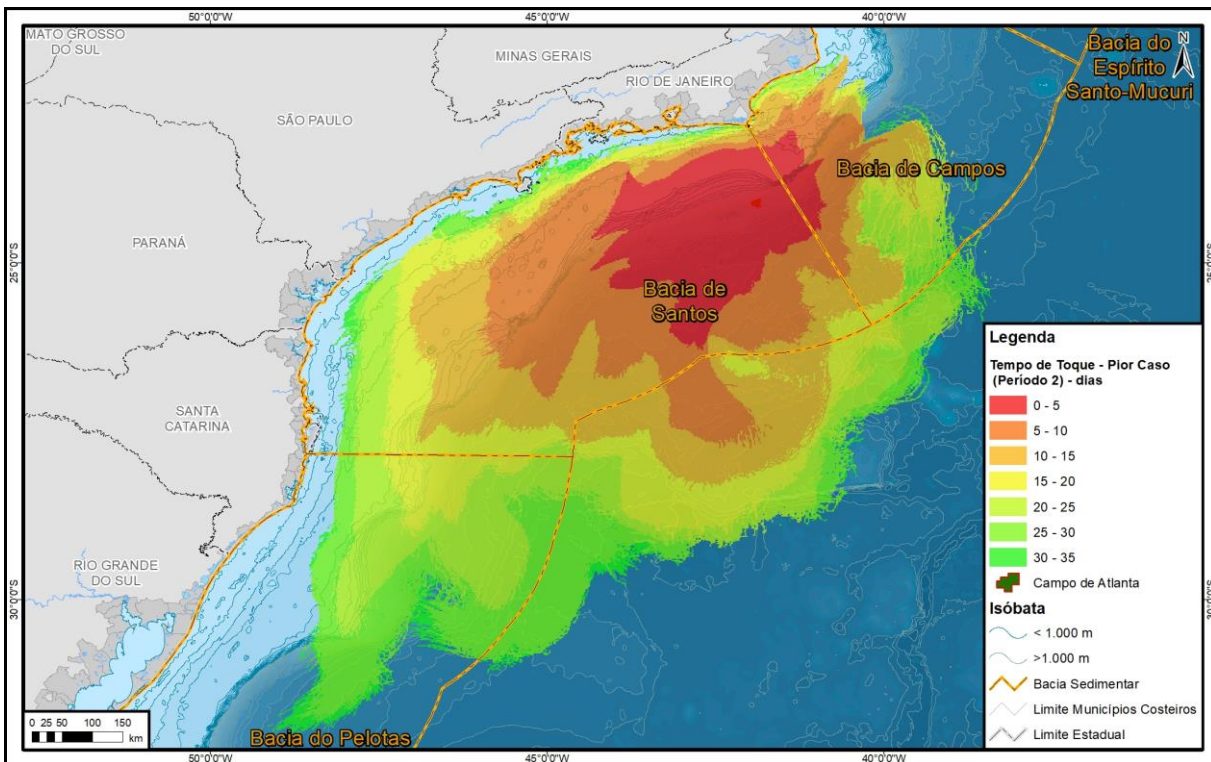 50°0'0"W
45°0'0"W
40°0'0"W
MATO GROSSO
DO SUL
MINAS GERAIS
RIO DE JANEIRO
Bacia do
Espírito
Santo-Mucuri
N
SÃO PAULO
Bacia de Campos
PARANÁ
25°0'0"S
25°0'0"S
Bacia de
Santos
SANTA
CATARINA
RIO GRANDE
DO SUL
30°0'0"S
30°0'0"S
Legenda
Tempo de Toque - Pior Caso
(Período 2) - dias
0 - 5
5 - 10
10 - 15
15 - 20
20 - 25
25 - 30
30 - 35
Campo de Atlanta
Isóbata
< 1.000 m
>1.000 m
Bacia Sedimentar
Limite Municípios Costeiros
Limite Estadual
0 25 50 100 150
km
Bacia do Pelotas
50°0'0"W
45°0'0"W
40°0'0"W